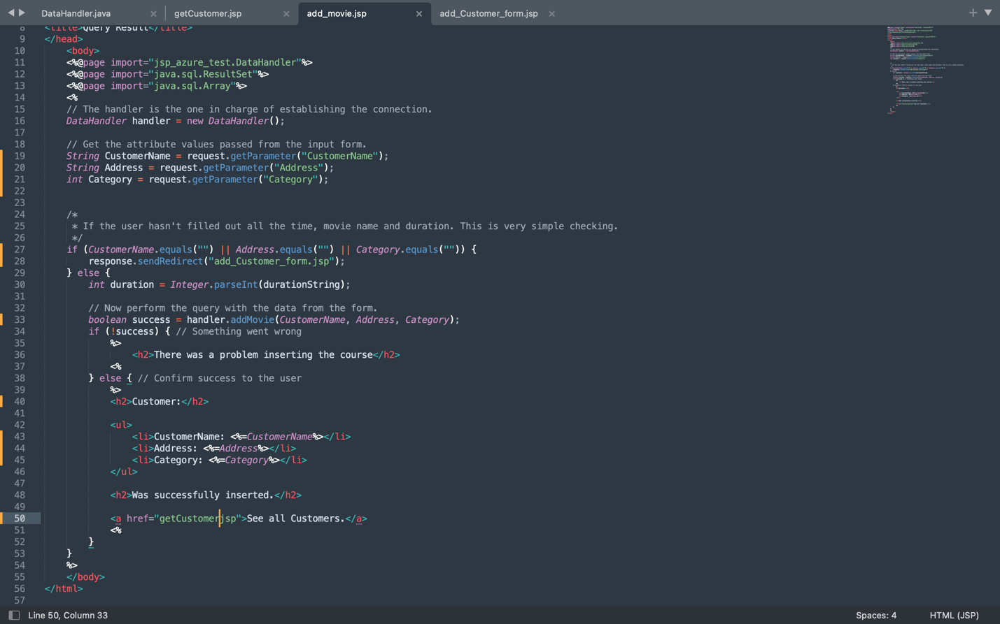 DataHandler.java × getCustomer.jsp × add_movie.jsp × add_Customer_form.jsp × +
8 <title>Query Result</title>
9 </head>
10 <body>
11 <%@page import="jsp_azure_test.DataHandler"%>
12 <%@page import="java.sql.ResultSet"%>
13 <%@page import="java.sql.Array"%>
14 <%
15 // The handler is the one in charge of establishing the connection.
16 DataHandler handler = new DataHandler();
17
18 // Get the attribute values passed from the input form.
19 String CustomerName = request.getParameter("CustomerName");
20 String Address = request.getParameter("Address");
21 int Category = request.getParameter("Category");
22
23
24 /*
25 * If the user hasn't filled out all the time, movie name and duration. This is very simple checking.
26 */
27 if (CustomerName.equals("") || Address.equals("") || Category.equals("")) {
28 response.sendRedirect("add_Customer_form.jsp");
29 } else {
30 int duration = Integer.parseInt(durationString);
31
32 // Now perform the query with the data from the form.
33 boolean success = handler.addMovie(CustomerName, Address, Category);
34 if (!success) { // Something went wrong
35 %>
36 <h2>There was a problem inserting the course</h2>
37 <%
38 } else { // Confirm success to the user
39 %>
40 <h2>Customer:</h2>
41
42 <ul>
43 <li>CustomerName: <%=CustomerName%></li>
44 <li>Address: <%=Address%></li>
45 <li>Category: <%=Category%></li>
46 </ul>
47
48 <h2>Was successfully inserted.</h2>
49
50 <a href="getCustomerjsp">See all Customers.</a>
51 <%
52 }
53 }
54 %>
55 </body>
56 </html>
57
Line 50, Column 33 Spaces: 4 HTML (JSP)